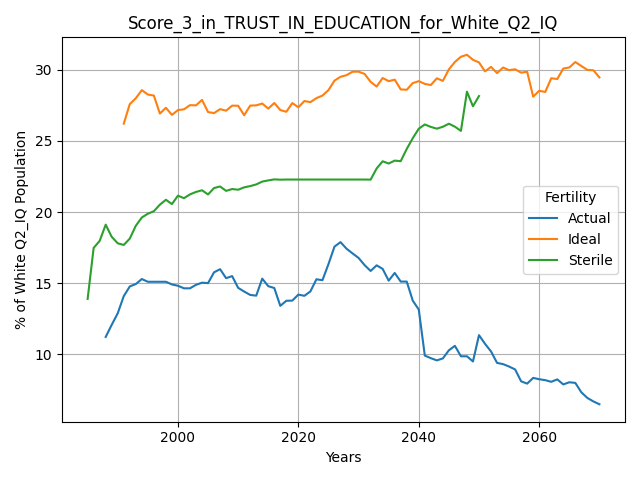 Score_3_in_TRUST_IN_EDUCATION_for_White_Q2_IQ
% of White Q2_IQ Population
30
25
20
15
10
Fertility
Actual
Ideal
Sterile
2000
2020
2040
2060
Years